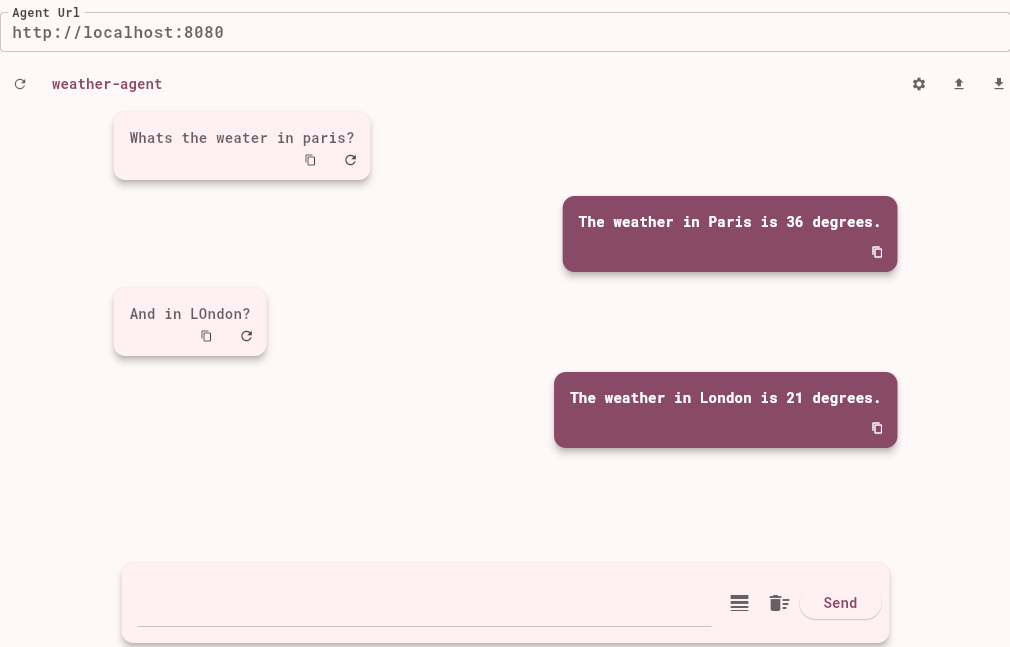 Agent Url
http://localhost:8080
weather-agent
Whats the weater in paris?
The weather in Paris is 36 degrees.
And in LOndon?
The weather in London is 21 degrees.
Send